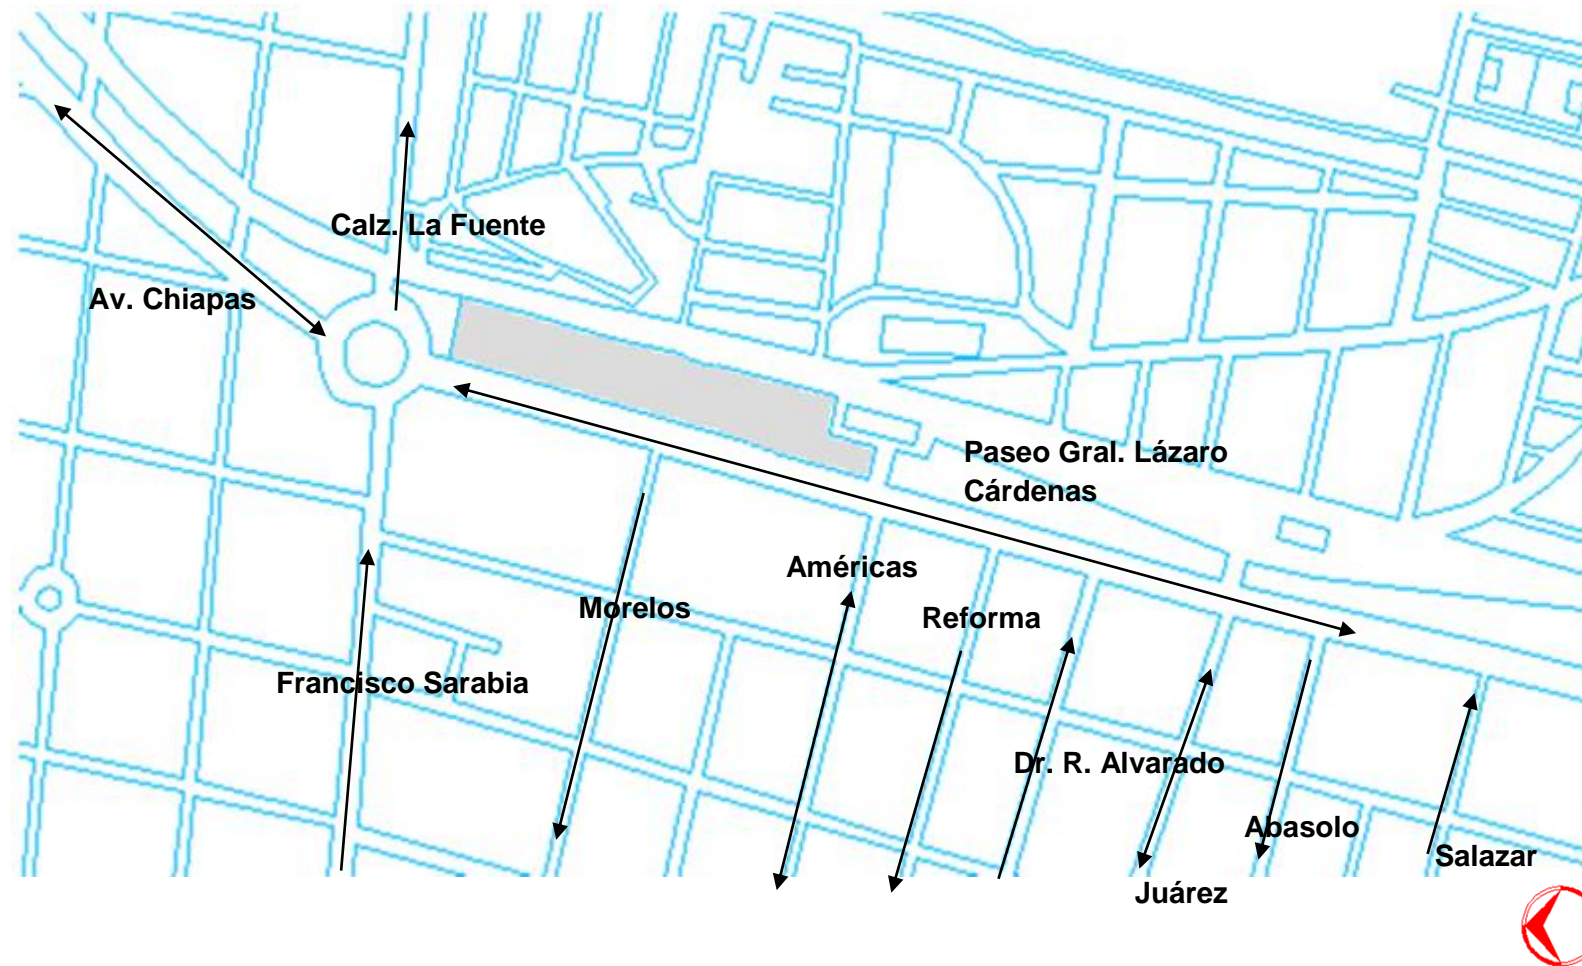 Calz. La Fuente
Av. Chiapas
Paseo Gral. Lázaro
Cárdenas
Américas
Morelos
Reforma
Francisco Sarabia
Dr. R. Alvarado
Abasolo
Salazar
Juárez